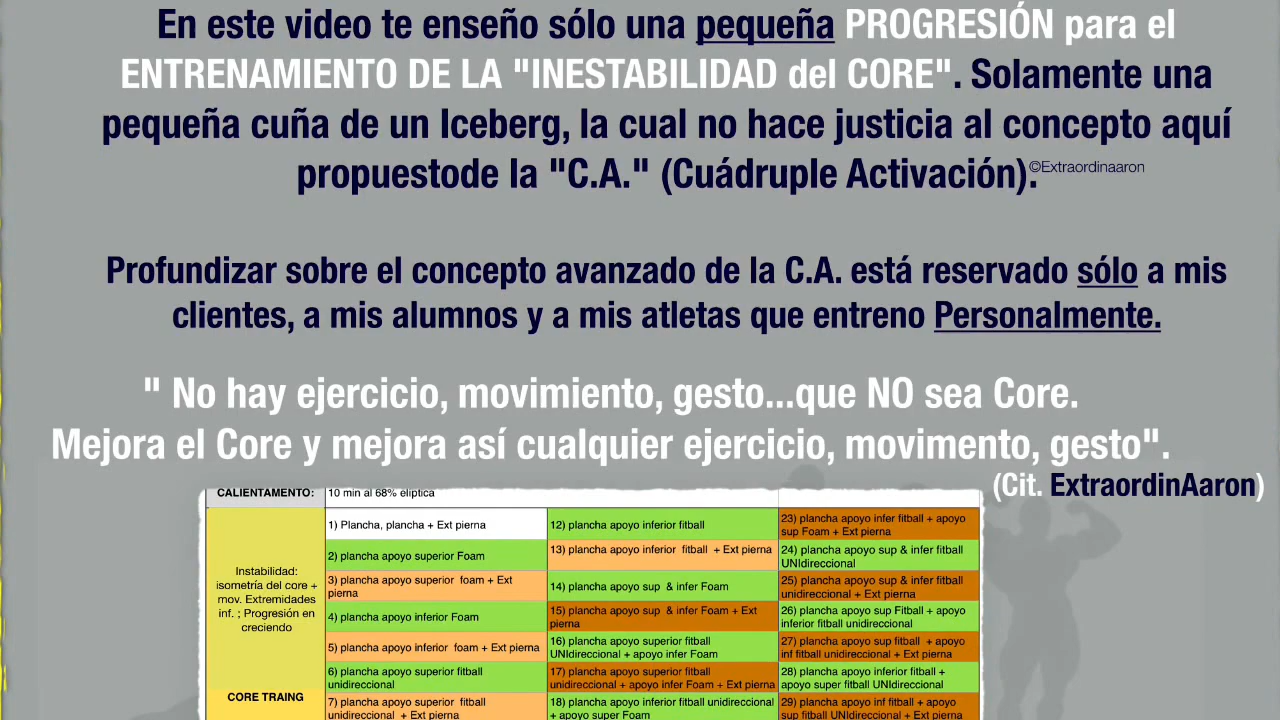 En este video te enseño sólo una pequeña PROGRESIÓN para el
ENTRENAMIENTO DE LA "INESTABILIDAD del CORE". Solamente una
pequeña cuña de un Iceberg, la cual no hace justicia al concepto aquí
propuestode la "C.A." (Cuádruple Activación).©Extraordinaaron
Profundizar sobre el concepto avanzado de la C.A. está reservado sólo a mis
clientes, a mis alumnos y a mis atletas que entreno Personalmente.
" No hay ejercicio, movimiento, gesto...que NO sea Core.
Mejora el Core y mejora así cualquier ejercicio, movimento, gesto".
(Cit. ExtraordinAaron)
CALIENTAMENTO:
10 min al 68% elíptica
Instabilidad:
isometría del core +
mov. Extremidades
inf. ; Progresión en
creciendo
CORE TRAING
1) Plancha, plancha + Ext pierna
2) plancha apoyo superior Foam
3) plancha apoyo superior foam + Ext
pierna
4) plancha apoyo inferior Foam
5) plancha apoyo inferior foam + Ext pierna
6) plancha apoyo superior fitball
unidireccional
7) plancha apoyo superior fitball
unidireccional + Ext pierna
12) plancha apoyo inferior fitball
13) plancha apoyo inferior fitball + Ext pierna
14) plancha apoyo sup & infer Foam
15) plancha apoyo sup & infer Foam + Ext
pierna
16) plancha apoyo superior fitball
UNIdireccional + apoyo infer Foam
17) plancha apoyo superior fitball
unidireccional + apoyo infer Foam + Ext pierna
18) plancha apoyo inferior fitball unidireccional
+ apoyo super Foam
23) plancha apoyo infer fitball + apoyo
sup Foam + Ext pierna
24) plancha apoyo sup & infer fitball
UNIdireccional
25) plancha apoyo sup & infer fitball
unidireccional + Ext pierna
26) plancha apoyo sup Fitball + apoyo
inferior fitball unidireccional
27) plancha apoyo sup fitball + apoyo
inf fitball unidireccional + Ext pierna
28) plancha apoyo inferior fitball +
apoyo super fitball UNIdireccional
29) plancha apoyo inf fitball + apoyo
sup fitball UNIdireccional + Ext pierna